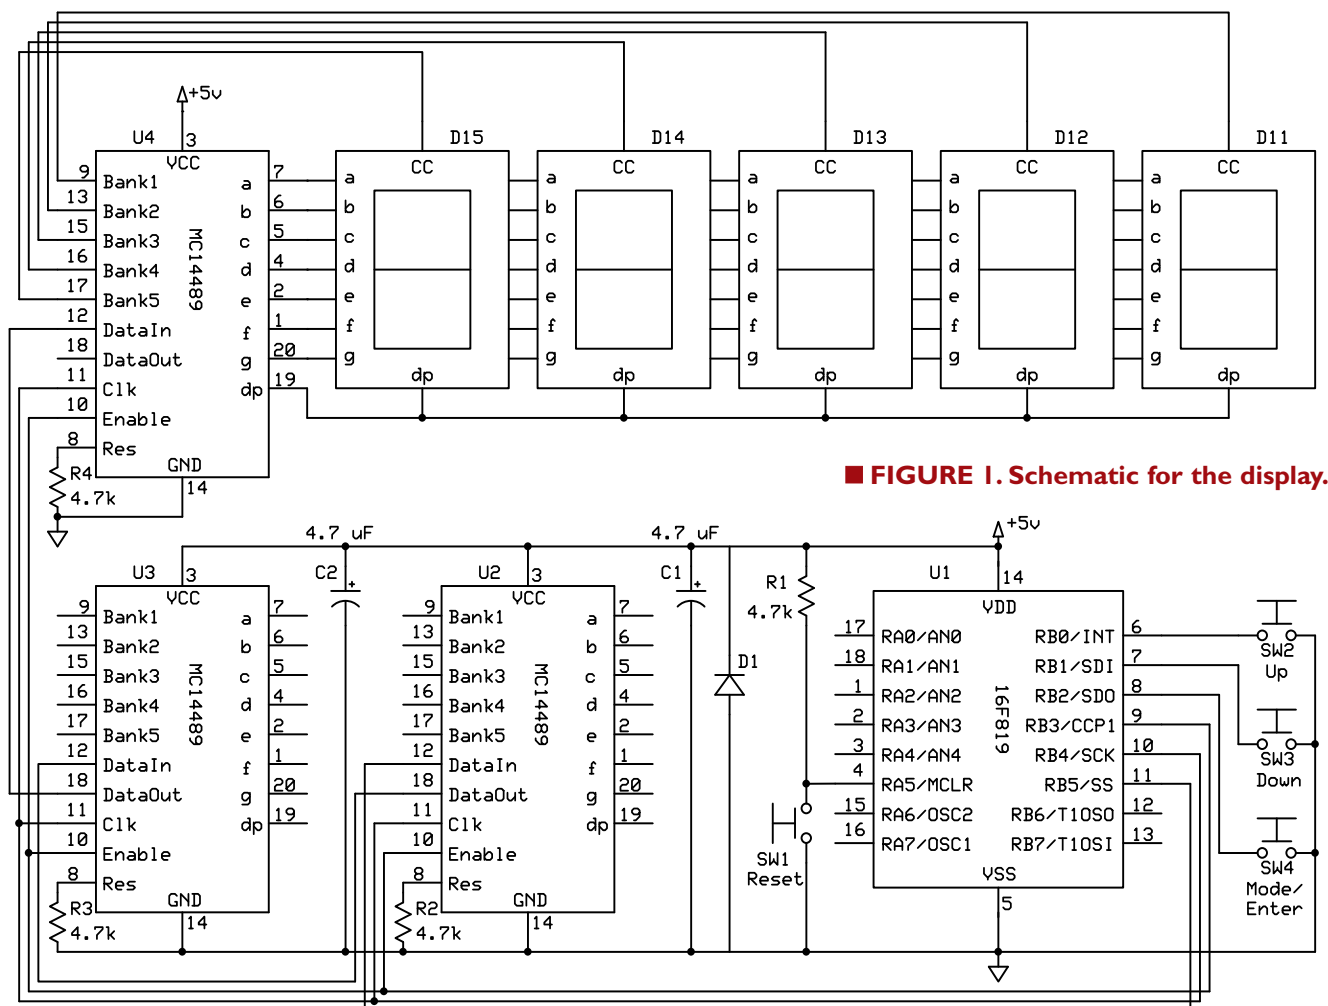 +5v
U4
3
VCC
D15
D14
D13
D12
D11
CC
CC
CC
CC
CC
9 Bank1 a 7 a a a a a
13 Bank2 b 6 b b b b b
15 Bank3 c 5 c c c c c
16 Bank4 d 4 d d d d d
17 Bank5 e 2 e e e e e
12 DataIn f 1 f f f f f
18 DataOut g 20 g g g g g
11 Clk dp 19 dp dp dp dp dp
10 Enable
8 Res
MC14489
GND
14
R4
4.7k
■ FIGURE 1. Schematic for the display.
4.7 uF
4.7 uF
+5v
U3
3
VCC
C2
+
U2
3
VCC
C1
+
R1
4.7k
U1
14
VDD
9 Bank1 a 7
13 Bank2 b 6
15 Bank3 c 5
16 Bank4 d 4
17 Bank5 e 2
12 DataIn f 1
18 DataOut g 20
11 Clk dp 19
10 Enable
8 Res
MC14489
GND
14
R3
4.7k
9 Bank1 a 7
13 Bank2 b 6
15 Bank3 c 5
16 Bank4 d 4
17 Bank5 e 2
12 DataIn f 1
18 DataOut g 20
11 Clk dp 19
10 Enable
8 Res
MC14489
GND
14
R2
4.7k
D1
SW1
Reset
17 RA0/AN0 RB0/INT 6
18 RA1/AN1 RB1/SDI 7
1 RA2/AN2 RB2/SDO 8
2 RA3/AN3 RB3/CCP1 9
3 RA4/AN4 RB4/SCK 10
4 RA5/MCLR RB5/SS 11
15 RA6/OSC2 RB6/T1OSO 12
16 RA7/OSC1 RB7/T1OSI 13
16F819
VSS
5
SW2
Up
SW3
Down
SW4
Mode/
Enter